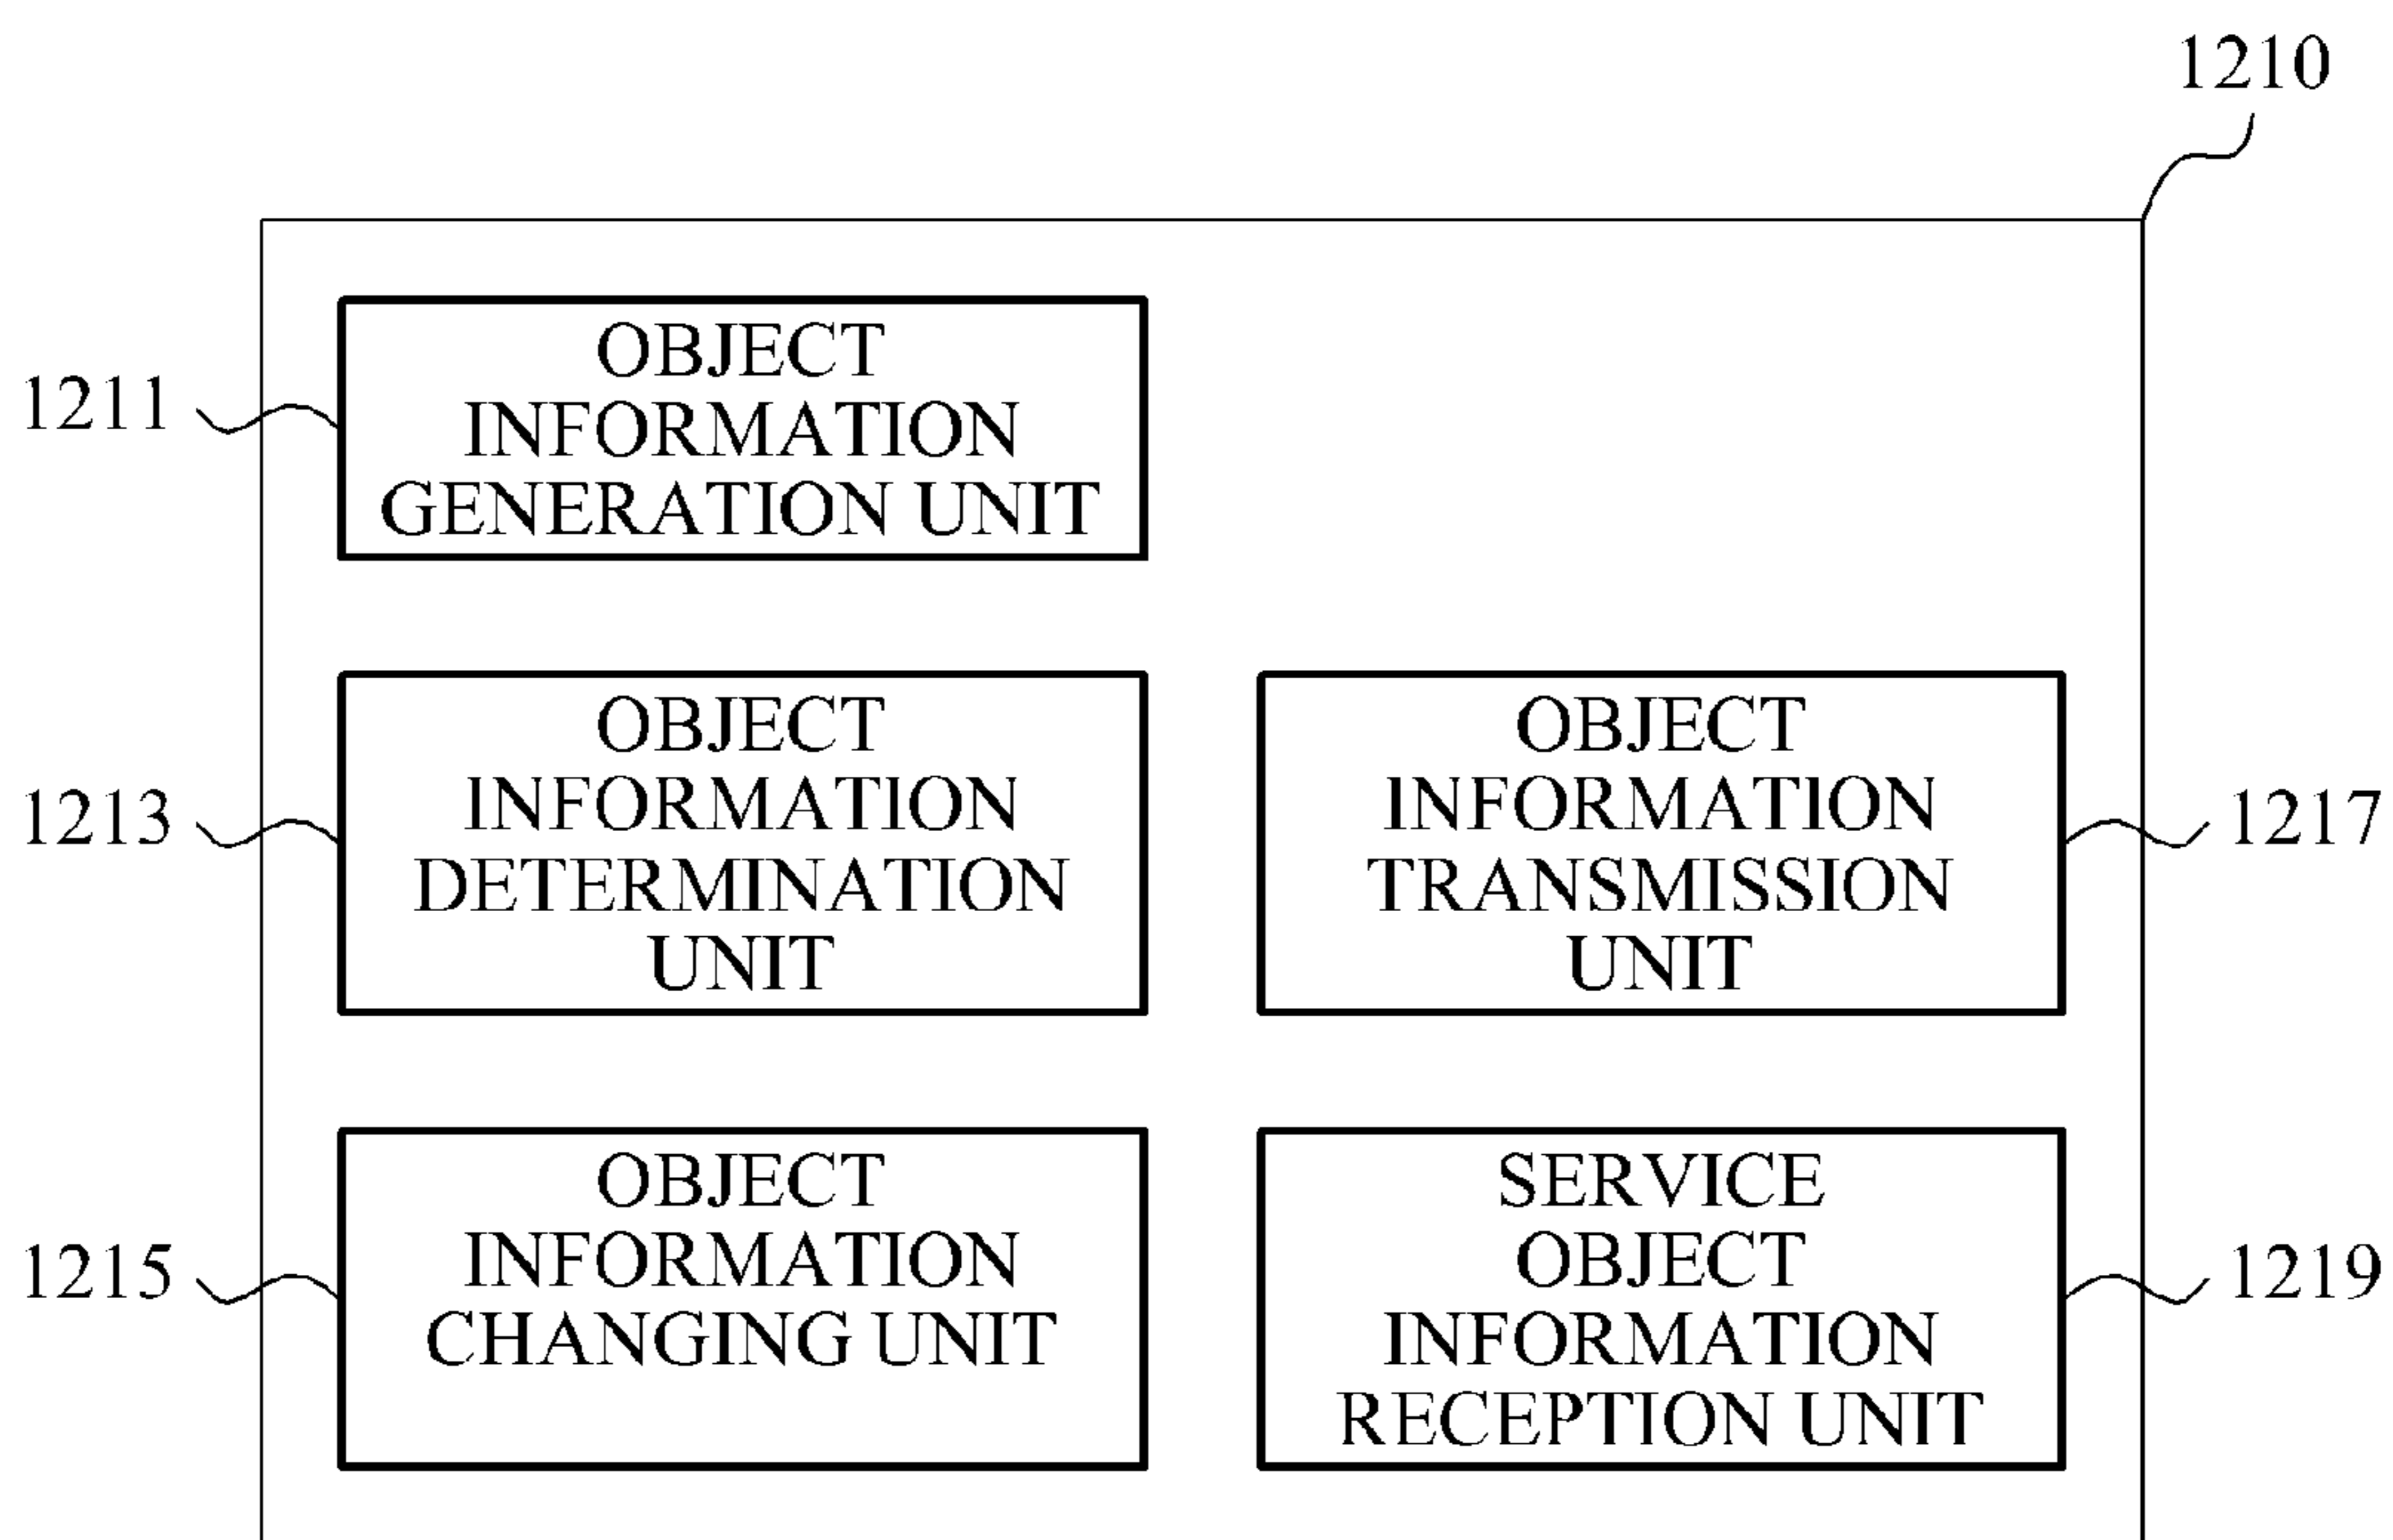 1210
1211
OBJECT
INFORMATION
GENERATION UNIT
1213
OBJECT
INFORMATION
DETERMINATION
UNIT
OBJECT
INFORMATION
TRANSMISSION
UNIT
1217
1215
OBJECT
INFORMATION
CHANGING UNIT
SERVICE
OBJECT
INFORMATION
RECEPTION UNIT
1219